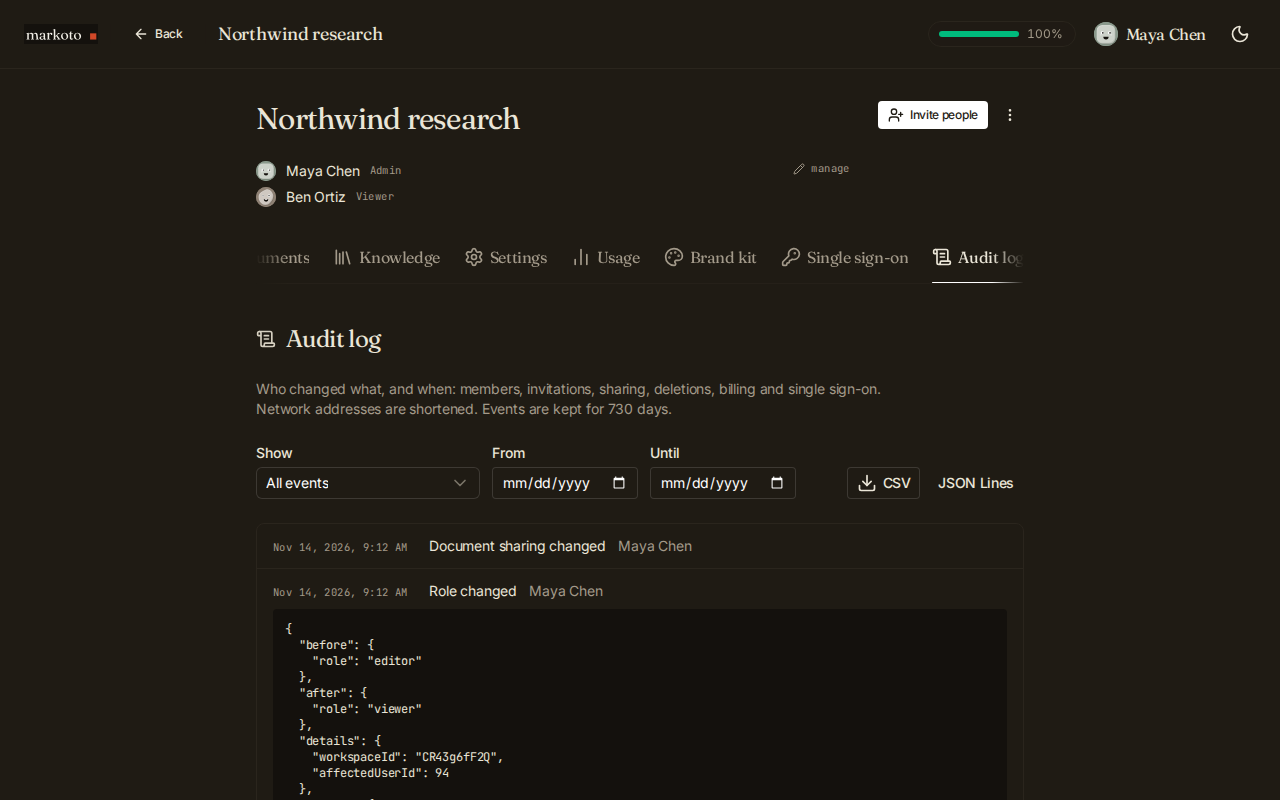 markoto
Back
Northwind research
100%
Maya Chen
Northwind research
Invite people
Maya Chen Admin
manage
Ben Ortiz Viewer
Knowledge
Settings
Usage
Brand kit
Single sign-on
Audit log
Audit log
Who changed what, and when: members, invitations, sharing, deletions, billing and single sign-on.
Network addresses are shortened. Events are kept for 730 days.
Show
From
Until
All events
mm/dd/yyyy
mm/dd/yyyy
CSV
JSON Lines
Nov 14, 2026, 9:12 AM Document sharing changed Maya Chen
Nov 14, 2026, 9:12 AM Role changed Maya Chen
{
"before": {
"role": "editor"
},
"after": {
"role": "viewer"
},
"details": {
"workspaceId": "CR43g6fF2Q",
"affectedUserId": 94
},